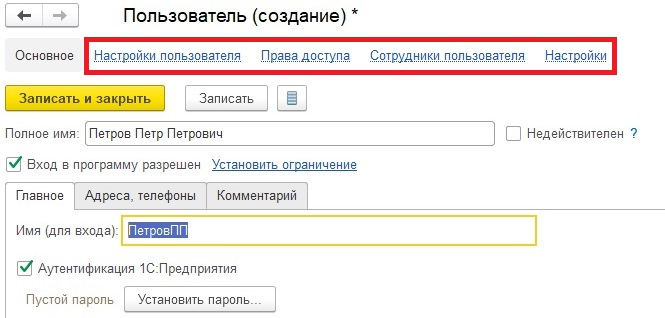 Пользователь (создание) *
Основное Настройки пользователя Права доступа Сотрудники пользователя Настройки
Записать и закрыть Записать
Полное имя: Петров Петр Петрович Недействителен ?
Вход в программу разрешен Установить ограничение
Главное Адреса, телефоны Комментарий
Имя (для входа): ПетровПП
Аутентификация 1С:Предприятия
Пустой пароль Установить пароль...